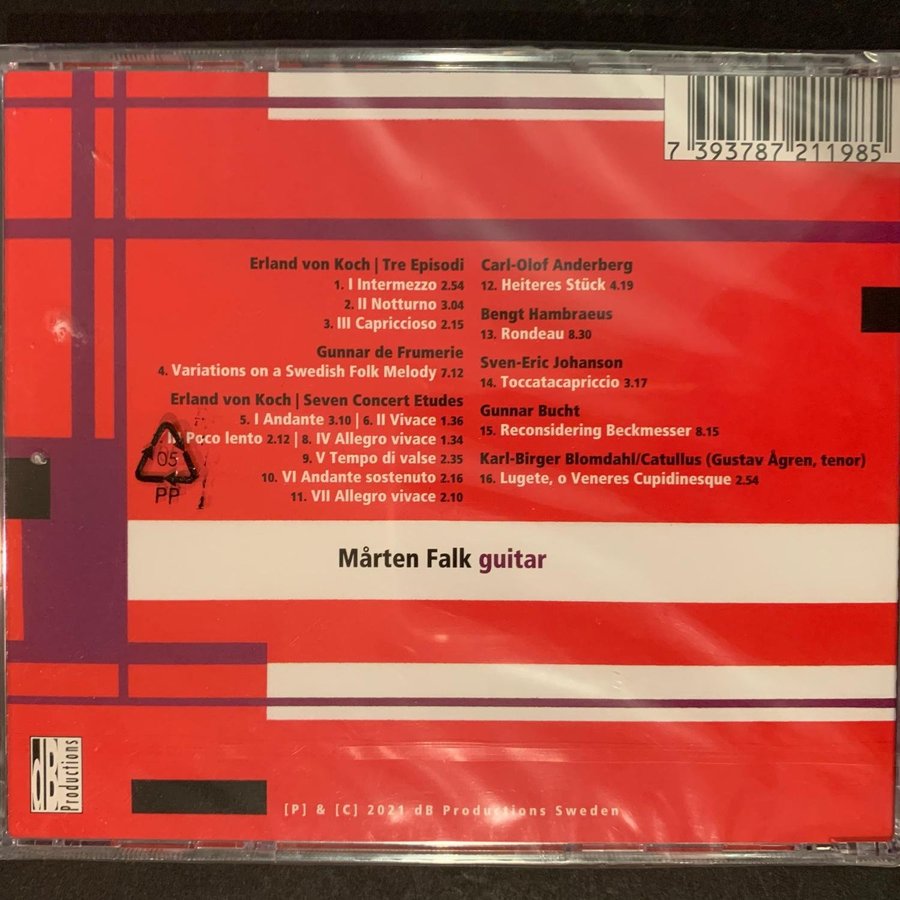 7 393787 211985
Erland von Koch | Tre Episodi
1. I Intermezzo 2.54
2. II Notturno 3.04
3. III Capriccioso 2.15
Gunnar de Frumerie
4. Variations on a Swedish Folk Melody 7.12
Erland von Koch | Seven Concert Etudes
5. I Andante 3.10 | 6. II Vivace 1.36
Poco lento 2.12 | 8. IV Allegro vivace 1.34
9. V Tempo di valse 2.35
10. VI Andante sostenuto 2.16
11. VII Allegro vivace 2.10
05
PP
Carl-Olof Anderberg
12. Heiteres Stück 4.19
Bengt Hambraeus
13. Rondeau 8.30
Sven-Eric Johanson
14. Toccatacapriccio 3.17
Gunnar Bucht
15. Reconsidering Beckmesser 8.15
Karl-Birger Blomdahl/Catullus (Gustav Ågren, tenor)
16. Lugete, o Veneres Cupidinesque 2.54
Mårten Falk guitar
dB Productions
[P] & [C] 2021 dB Productions Sweden